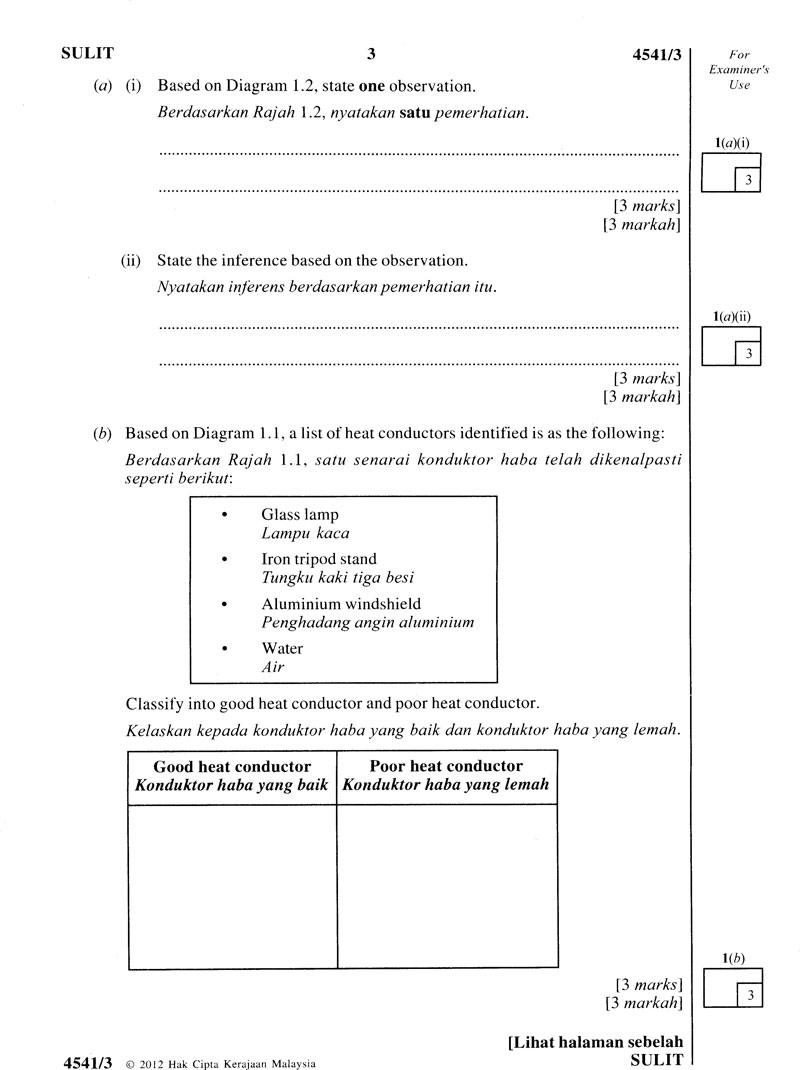 SULIT 3 4541/3
For
Examiner's
Use
(a) (i) Based on Diagram 1.2, state one observation.
Berdasarkan Rajah 1.2, nyatakan satu pemerhatian.
1(a)(i)
3
[3 marks]
[3 markah]
(ii) State the inference based on the observation.
Nyatakan inferens berdasarkan pemerhatian itu.
1(a)(ii)
3
[3 marks]
[3 markah]
(b) Based on Diagram 1.1, a list of heat conductors identified is as the following:
Berdasarkan Rajah 1.1, satu senarai konduktor haba telah dikenalpasti
seperti berikut:
• Glass lamp
Lampu kaca
• Iron tripod stand
Tungku kaki tiga besi
• Aluminium windshield
Penghadang angin aluminium
• Water
Air
Classify into good heat conductor and poor heat conductor.
Kelaskan kepada konduktor haba yang baik dan konduktor haba yang lemah.
Good heat conductor
Konduktor haba yang baik
Poor heat conductor
Konduktor haba yang lemah
1(b)
3
[3 marks]
[3 markah]
[Lihat halaman sebelah
4541/3 © 2012 Hak Cipta Kerajaan Malaysia SULIT